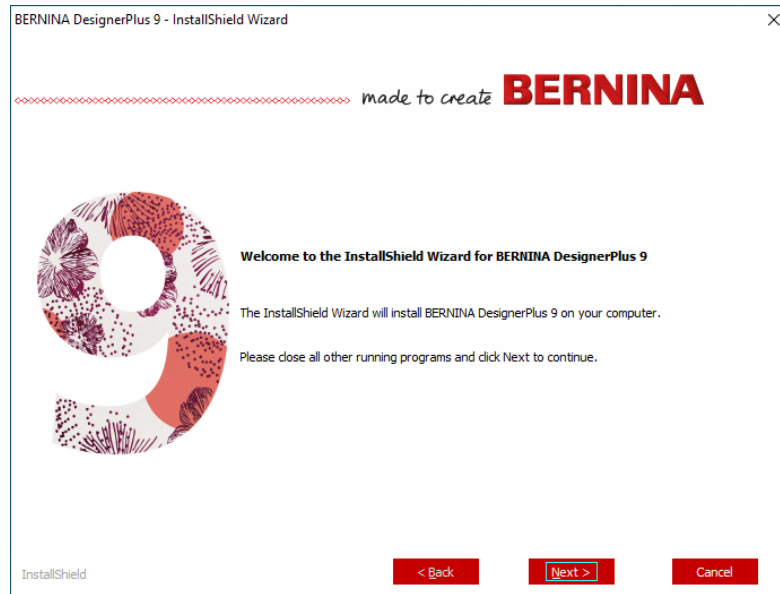 BERNINA DesignerPlus 9 - InstallShield Wizard
made to create BERNINA
9
Welcome to the InstallShield Wizard for BERNINA DesignerPlus 9
The InstallShield Wizard will install BERNINA DesignerPlus 9 on your computer.
Please close all other running programs and click Next to continue.
InstallShield
< Back Next > Cancel